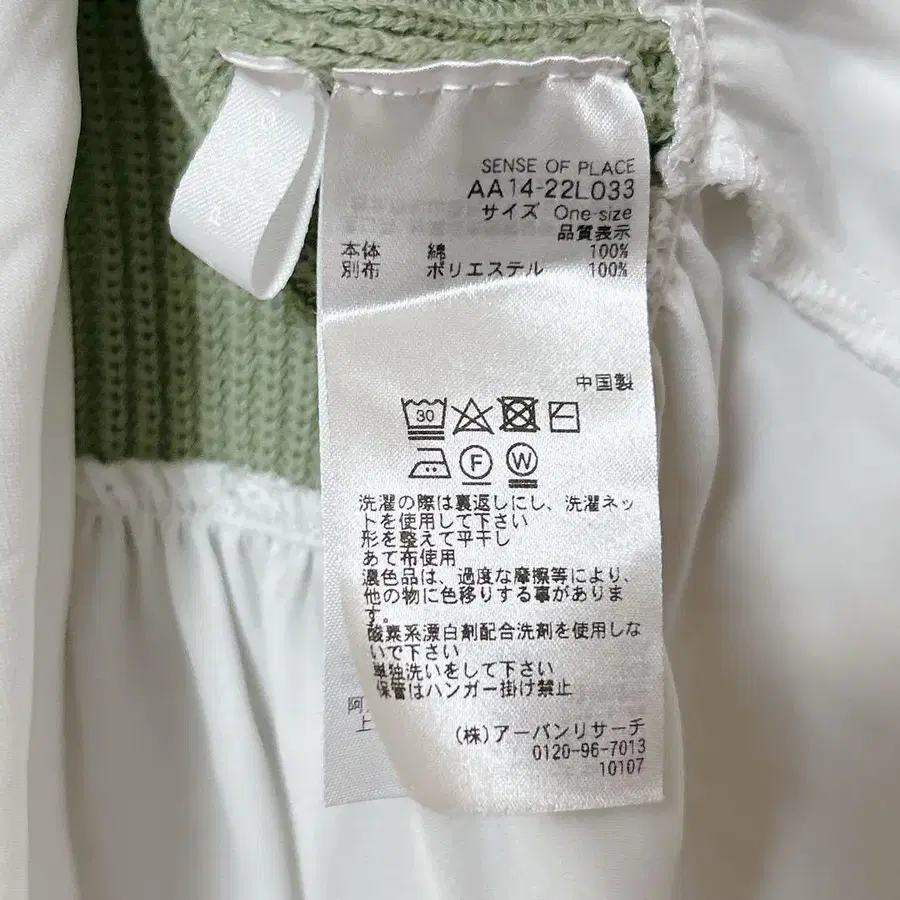 SENSE OF PLACE
AA14-22L033
サイズ One-size
品質表示
本体 綿 100%
別布 ポリエステル 100%
中国製
30
F W
洗濯の際は裏返しにし、洗濯ネッ
トを使用して下さい
形を整えて平干し
あて布使用
濃色品は、過度な摩擦等により、
他の物に色移りする事がありま
す。
酸素系漂白剤配合洗剤を使用しな
いで下さい
単独洗いをして下さい
保管はハンガー掛け禁止
(株)アーバンリサーチ
0120-96-7013
10107
阿
上